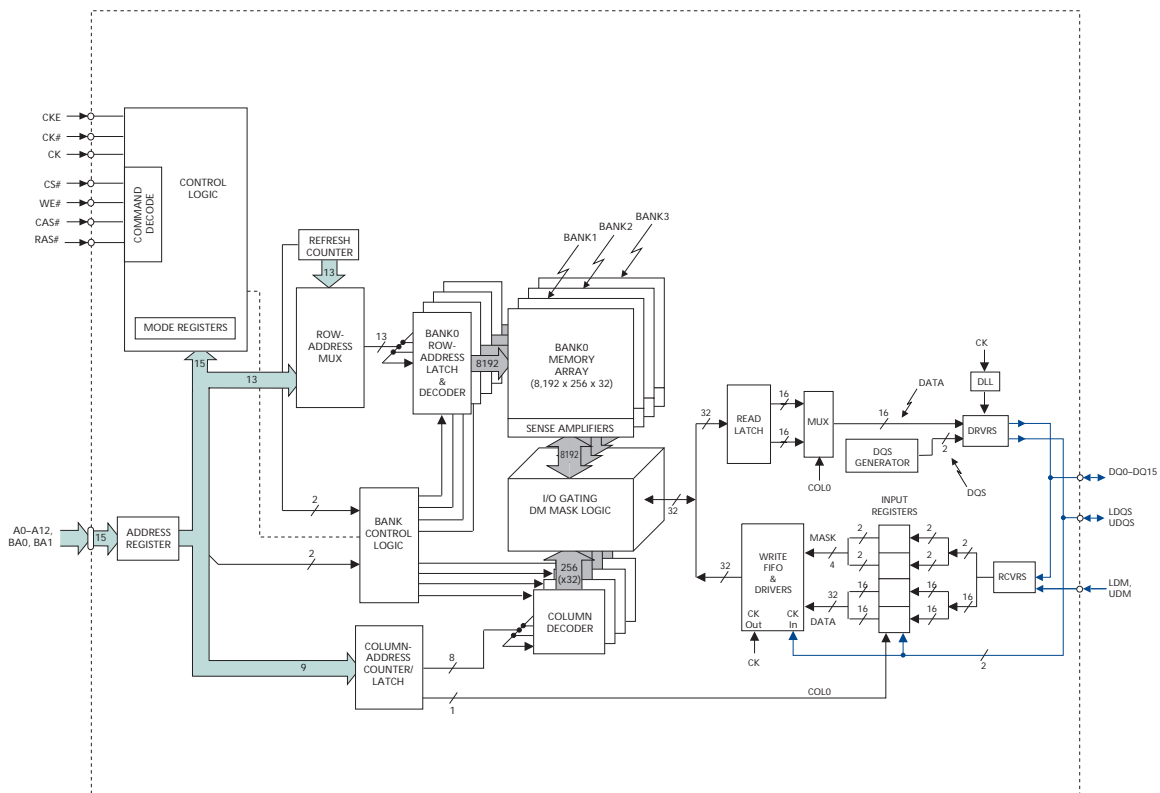 CKE
CK#
CK
CS#
WE#
CAS#
RAS#
COMMAND
DECODE
CONTROL
LOGIC
MODE REGISTERS
15
13
REFRESH
COUNTER
13
ROW-
ADDRESS
MUX
13
BANK0
ROW-
ADDRESS
LATCH
&
DECODER
8192
BANK1
BANK2
BANK3
BANK0
MEMORY
ARRAY
(8,192 x 256 x 32)
SENSE AMPLIFIERS
8192
I/O GATING
DM MASK LOGIC
32
256
(x32)
COLUMN
DECODER
2
2
BANK
CONTROL
LOGIC
A0–A12,
BA0, BA1
15
ADDRESS
REGISTER
9
COLUMN-
ADDRESS
COUNTER/
LATCH
8
1
COL0
32
READ
LATCH
16
16
MUX
COL0
16
DATA
CK
DLL
DRVRS
DQS
GENERATOR
2
DQS
DQ0–DQ15
LDQS
UDQS
LDM,
UDM
INPUT
REGISTERS
32
WRITE
FIFO
&
DRIVERS
CK
Out
CK
In
CK
MASK
4
32
DATA
2
2
16
16
2
2
16
16
2
16
RCVRS
2